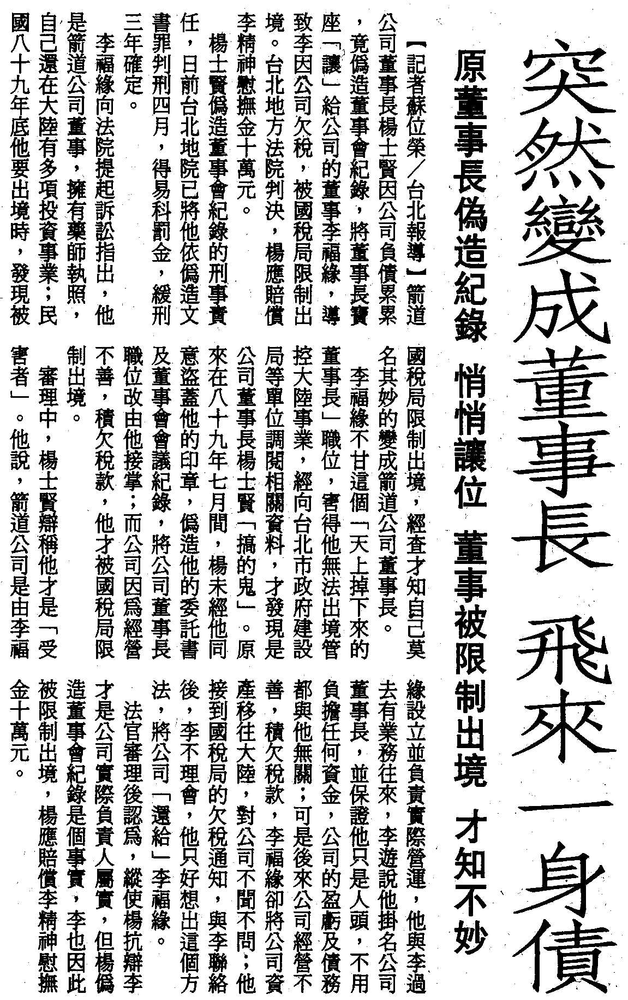 突然變成董事長 飛來一身債
原董事長偽造紀錄 悄悄讓位 董事被限制出境 才知不妙
【記者蘇位榮／台北報導】箭道
公司董事長楊士賢因公司負債累累
，竟偽造董事會紀錄，將董事長寶
座「讓」給公司的董事李福緣，導
致李因公司欠稅，被國稅局限制出
境。台北地方法院判決，楊應賠償
李精神慰撫金十萬元。
楊士賢偽造董事會紀錄的刑事責
任，日前台北地院已將他依偽造文
書罪判刑四月，得易科罰金，緩刑
三年確定。
李福緣向法院提起訴訟指出，他
是箭道公司董事，擁有藥師執照，
自己還在大陸有多項投資事業；民
國八十九年底他要出境時，發現被
國稅局限制出境，經查才知自己莫
名其妙的變成箭道公司董事長。
李福緣不甘這個「天上掉下來的
董事長」職位，害得他無法出境管
控大陸事業，經向台北市政府建設
局等單位調閱相關資料，才發現是
公司董事長楊士賢「搞的鬼」。原
來在八十九年七月間，楊未經他同
意盜蓋他的印章，偽造他的委託書
及董事會會議紀錄，將公司董事長
職位改由他接掌；而公司因為經營
不善，積欠稅款，他才被國稅局限
制出境。
審理中，楊士賢辯稱他才是「受
害者」。他說，箭道公司是由李福
緣設立並負責實際營運，他與李過
去有業務往來，李遊說他掛名公司
董事長，並保證他只是人頭，不用
負擔任何資金，公司的盈虧及債務
都與他無關；可是後來公司經營不
善，積欠稅款，李福緣卻將公司資
產移往大陸，對公司不聞不問；他
接到國稅局的欠稅通知，與李聯絡
後，李不理會，他只好想出這個方
法，將公司「還給」李福緣。
法官審理後認為，縱使楊抗辯李
才是公司實際負責人屬實，但楊偽
造董事會紀錄是個事實，李也因此
被限制出境，楊應賠償李精神慰撫
金十萬元。